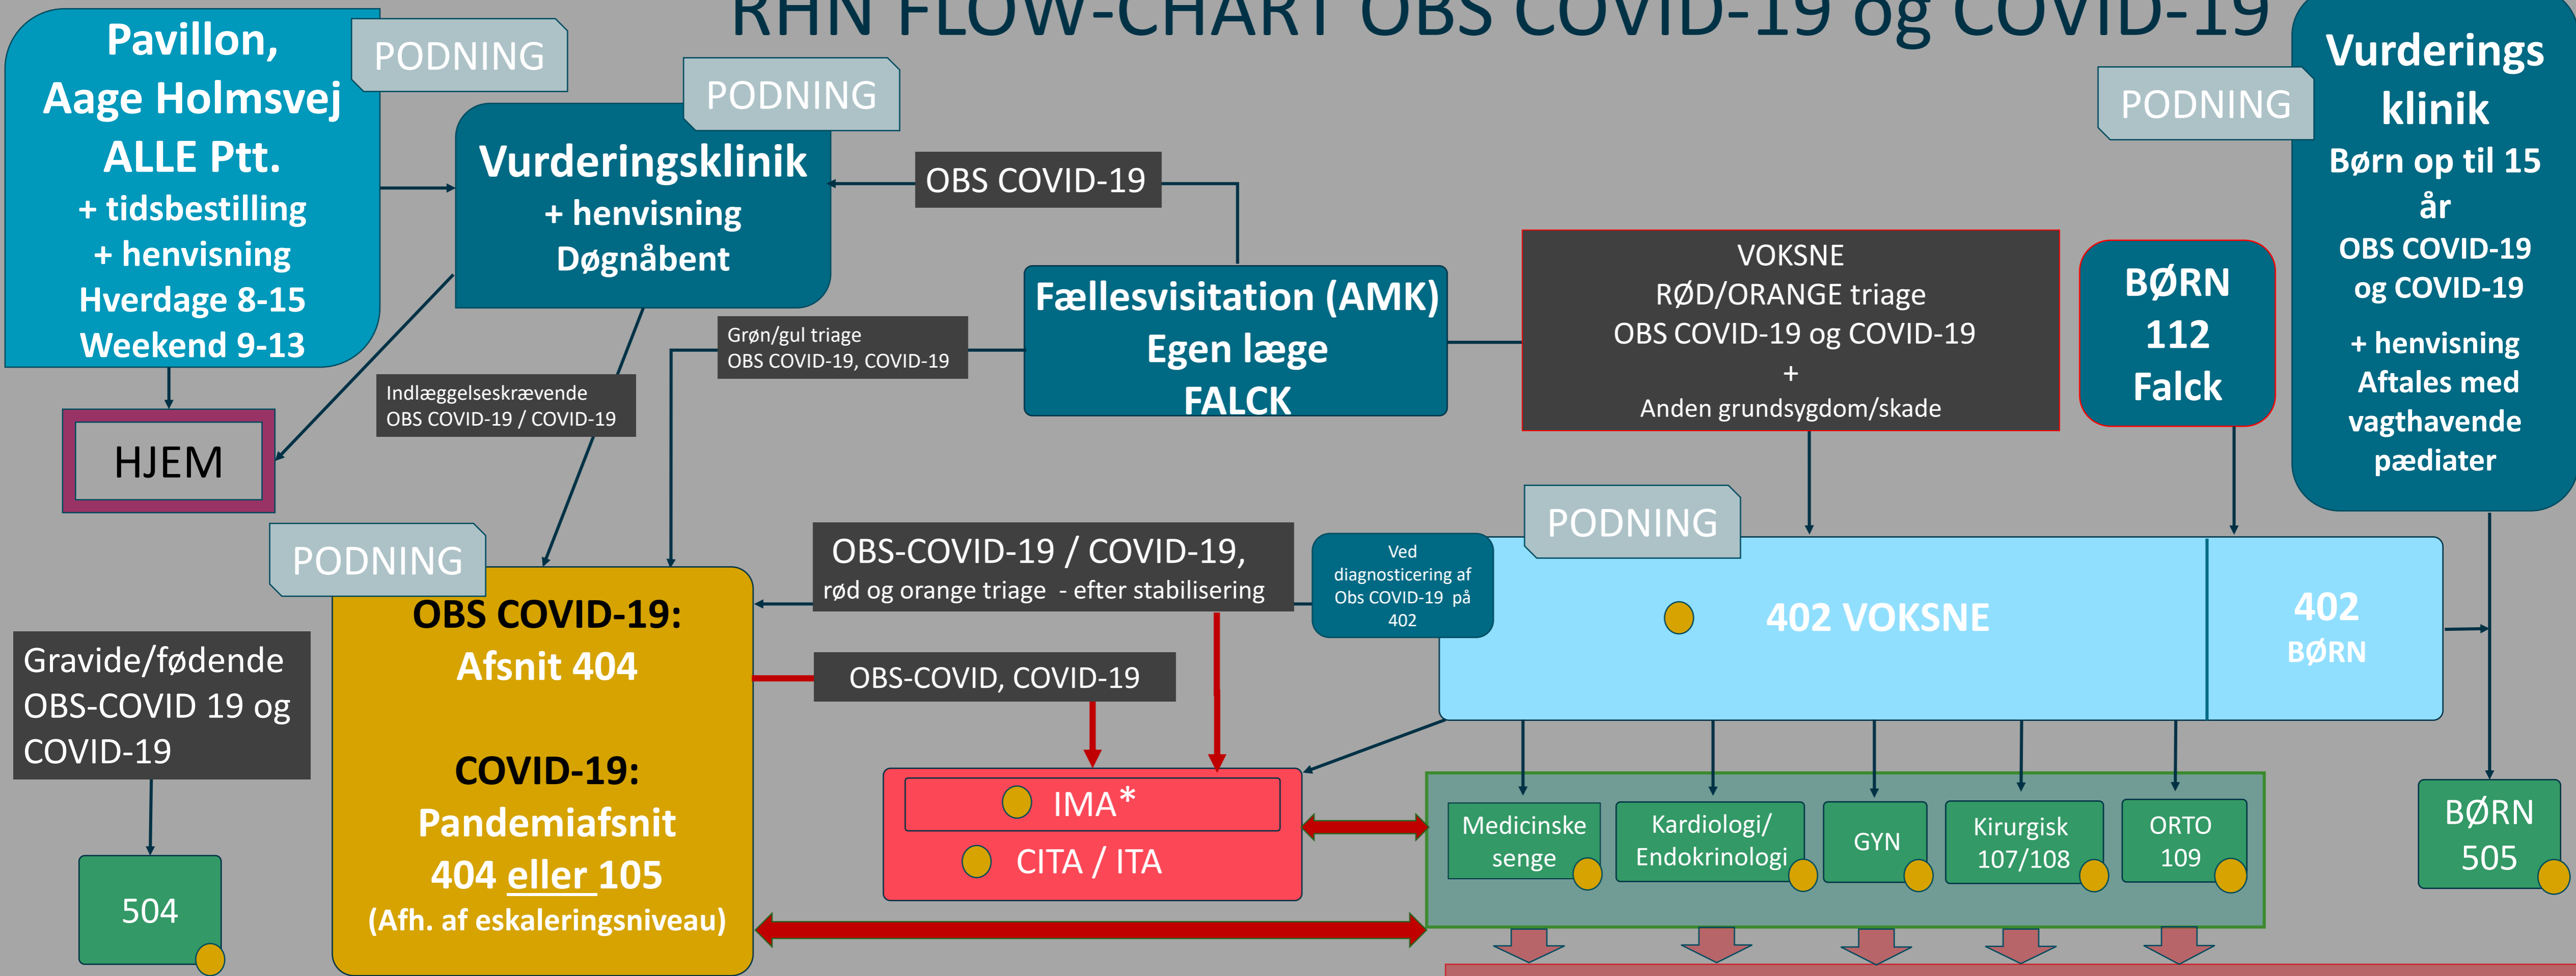 RHN FLOW-CHART OBS COVID-19 og COVID-19
Pavillon,
Aage Holmsvej
ALLE Ptt.
+ tidsbestilling
+ henvisning
Hverdage 8-15
Weekend 9-13
PODNING
PODNING
Vurderingsklinik
+ henvisning
Døgnåbent
OBS COVID-19
Fællesvisitation (AMK)
Egen læge
FALCK
VOKSNE
RØD/ORANGE triage
OBS COVID-19 og COVID-19
+
Anden grundsygdom/skade
BØRN
112
Falck
PODNING
Vurderings
klinik
Børn op til 15
år
OBS COVID-19
og COVID-19
+ henvisning
Aftales med
vagthavende
pædiater
Grøn/gul triage
OBS COVID-19, COVID-19
Indlæggelseskrævende
OBS COVID-19 / COVID-19
HJEM
PODNING
OBS COVID-19:
Afsnit 404
COVID-19:
Pandemiafsnit
404 eller 105
(Afh. af eskaleringsniveau)
OBS-COVID-19 / COVID-19,
rød og orange triage - efter stabilisering
Ved
diagnosticering af
Obs COVID-19 på
402
PODNING
402 VOKSNE
402
BØRN
OBS-COVID, COVID-19
Gravide/fødende
OBS-COVID 19 og
COVID-19
504
IMA*
CITA / ITA
Medicinske
senge
Kardiologi/
Endokrinologi
GYN
Kirurgisk
107/108
ORTO
109
BØRN
505